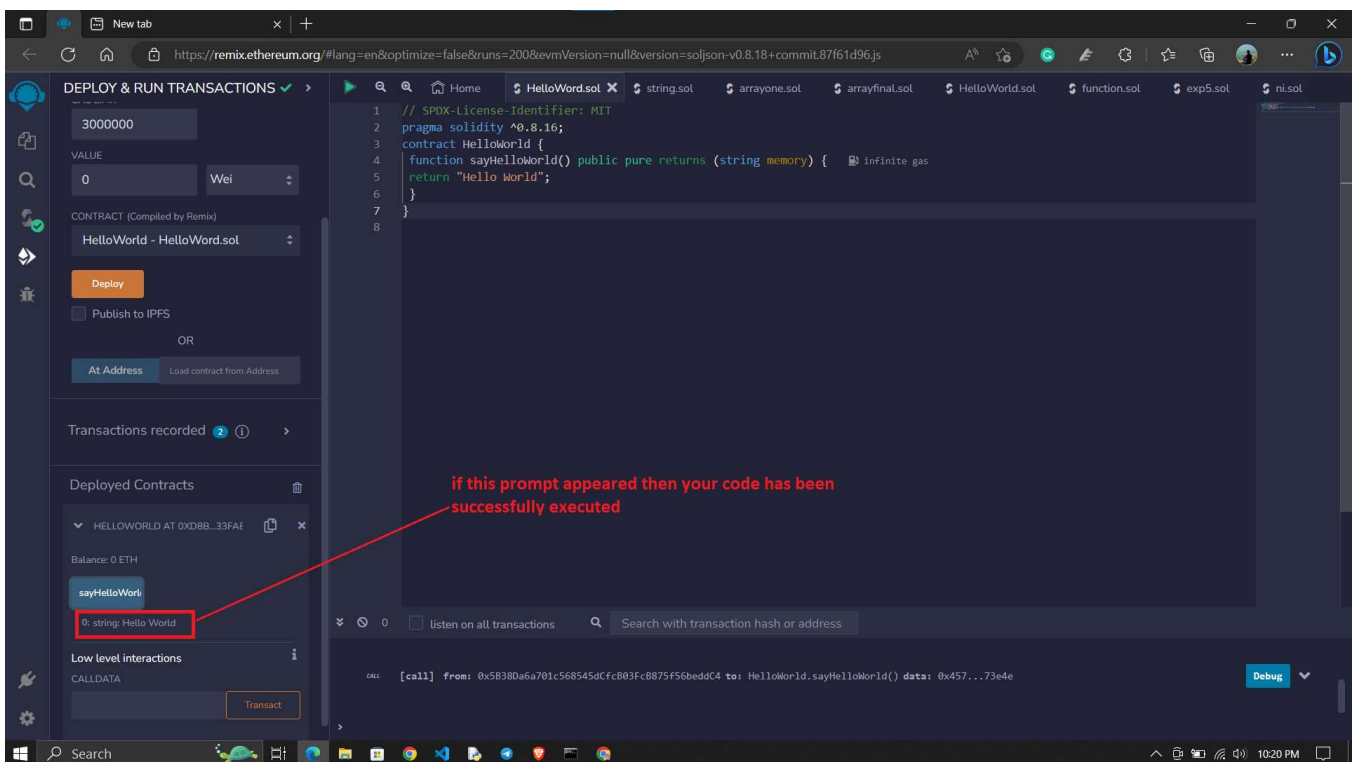 New tab
https://remix.ethereum.org/#lang=en&optimize=false&runs=200&evmVersion=null&version=soljson-v0.8.18+commit.87f61d96.js
DEPLOY & RUN TRANSACTIONS
3000000
VALUE
0
Wei
CONTRACT (Compiled by Remix)
HelloWorld - HelloWord.sol
Deploy
Publish to IPFS
OR
At Address
Load contract from Address
Transactions recorded 2 i
Deployed Contracts
HELLOWORLD AT 0XD8B...33FAE
Balance: 0 ETH
sayHelloWorl
0: string: Hello World
Low level interactions
i
CALLDATA
Transact
Home
HelloWord.sol
string.sol
arrayone.sol
arrayfinal.sol
HelloWorld.sol
function.sol
exp5.sol
ni.sol
1 // SPDX-License-Identifier: MIT
2 pragma solidity ^0.8.16;
3 contract HelloWorld {
4 function sayHelloWorld() public pure returns (string memory) { infinite gas
5 return "Hello World";
6 }
7 }
8
if this prompt appeared then your code has been
successfully executed
0
listen on all transactions
Search with transaction hash or address
CALL [call] from: 0x5B38Da6a701c568545dCfcB03FcB875f56beddC4 to: HelloWorld.sayHelloWorld() data: 0x457...73e4e
Debug
>
Search
10:20 PM